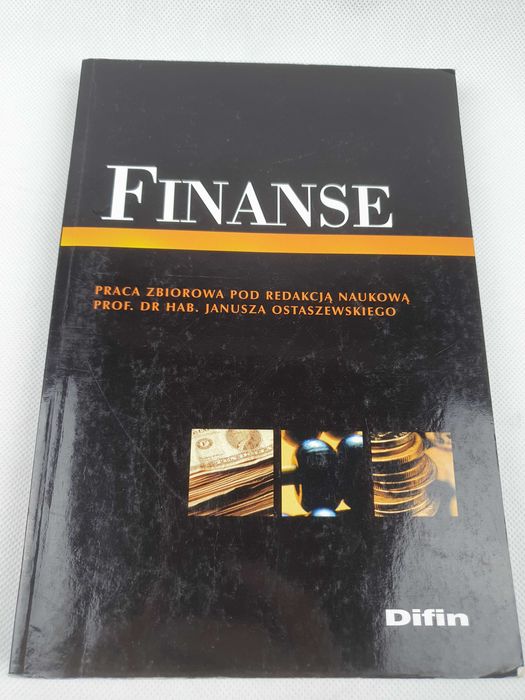 FINANSE
PRACA ZBIOROWA POD REDAKCJĄ NAUKOWĄ
PROF. DR HAB. JANUSZA OSTASZEWSKIEGO
Difin